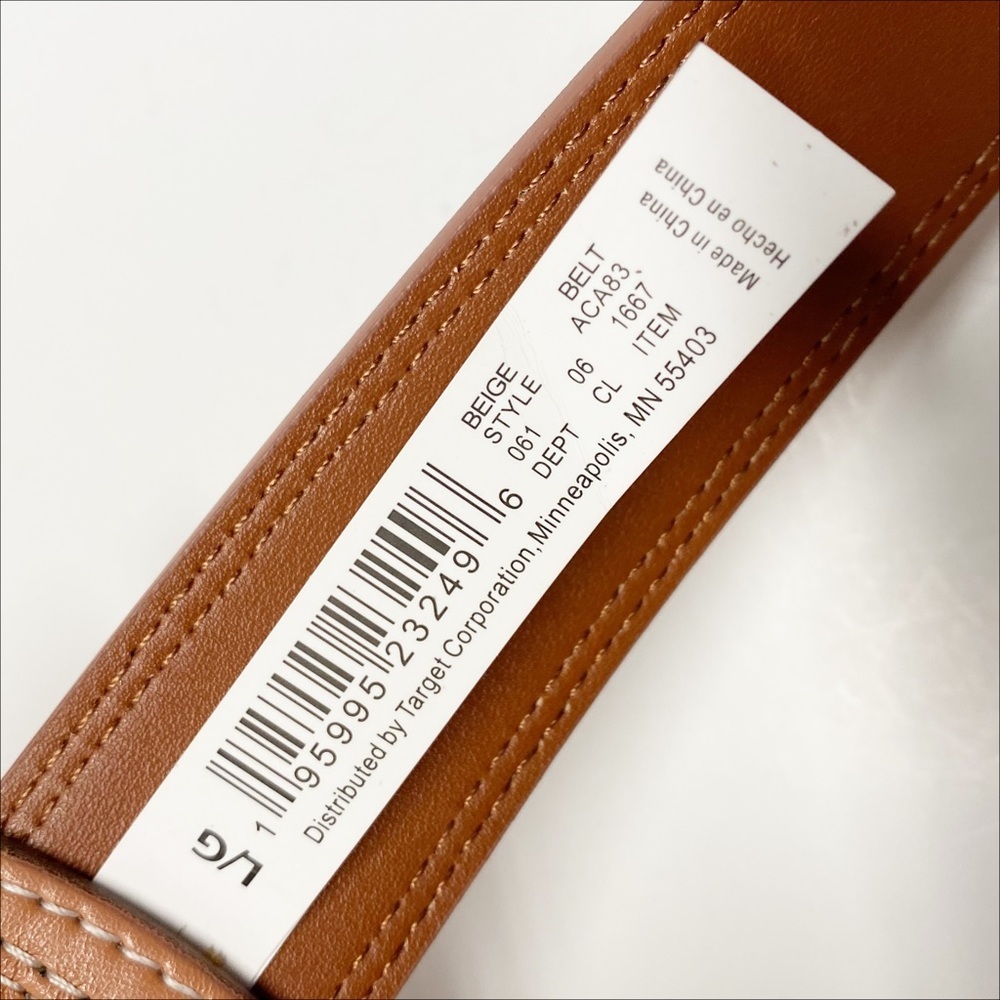 BEIGE BELT
STYLE ACA83
061 06 1667
DEPT CL ITEM
1 95995 23249 6
Distributed by Target Corporation, Minneapolis, MN 55403
L/G
Made in China
Hecho en China